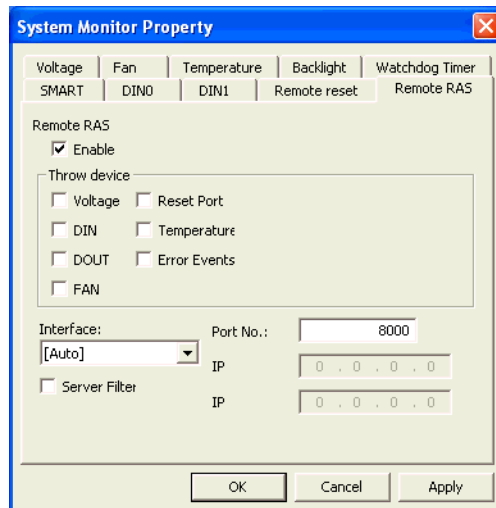 System Monitor Property
Voltage Fan Temperature Backlight Watchdog Timer
SMART DIN0 DIN1 Remote reset Remote RAS
Remote RAS
Enable
Throw device
Voltage Reset Port
DIN Temperature
DOUT Error Events
FAN
Interface: Port No.: 8000
[Auto]
IP 0 . 0 . 0 . 0
Server Filter
IP 0 . 0 . 0 . 0
OK Cancel Apply